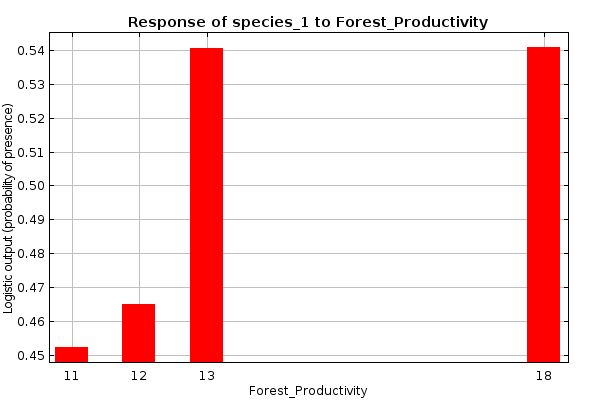 Response of species_1 to Forest_Productivity
Logistic output (probability of presence)
0.54
0.53
0.52
0.51
0.50
0.49
0.48
0.47
0.46
0.45
11 12 13 18
Forest_Productivity